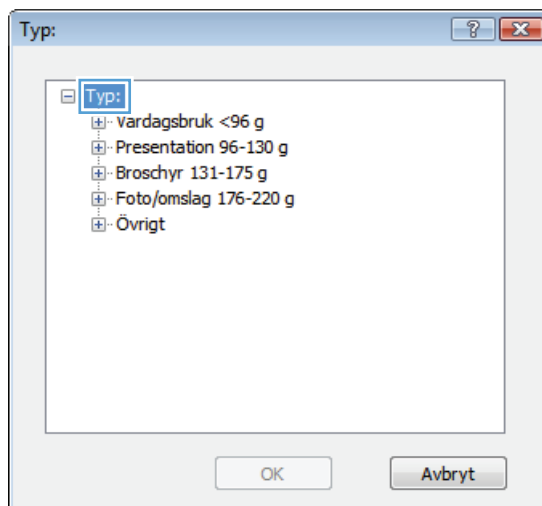 Typ:
Typ:
Vardagsbruk <96 g
Presentation 96-130 g
Broschyr 131-175 g
Foto/omslag 176-220 g
Övrigt
OK
Avbryt